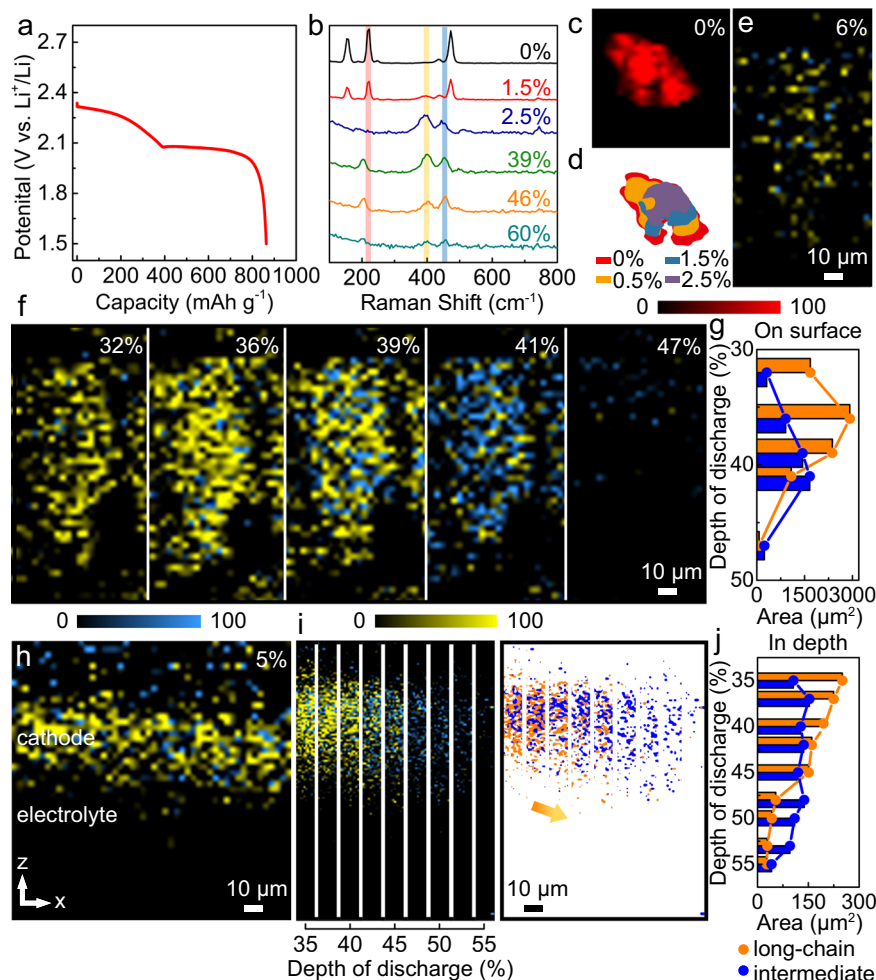 a
Potenital (V vs. Li⁺/Li)
2.7
2.4
2.1
1.8
1.5
0 200 400 600 800 1000
Capacity (mAh g⁻¹)
b
0%
1.5%
2.5%
39%
46%
60%
200 400 600 800
Raman Shift (cm⁻¹)
c
0%
d
0% 1.5%
0.5% 2.5%
e
6%
10 µm
0 100
f
32%
36%
39%
41%
47%
10 µm
0 100
0 100
g
On surface
Depth of discharge (%)
30
40
50
0 1500 3000
Area (µm²)
h
5%
cathode
electrolyte
z
x
10 µm
i
10 µm
35 40 45 50 55
Depth of discharge (%)
j
In depth
Depth of discharge (%)
35
40
45
50
55
0 150 300
Area (µm²)
long-chain
intermediate